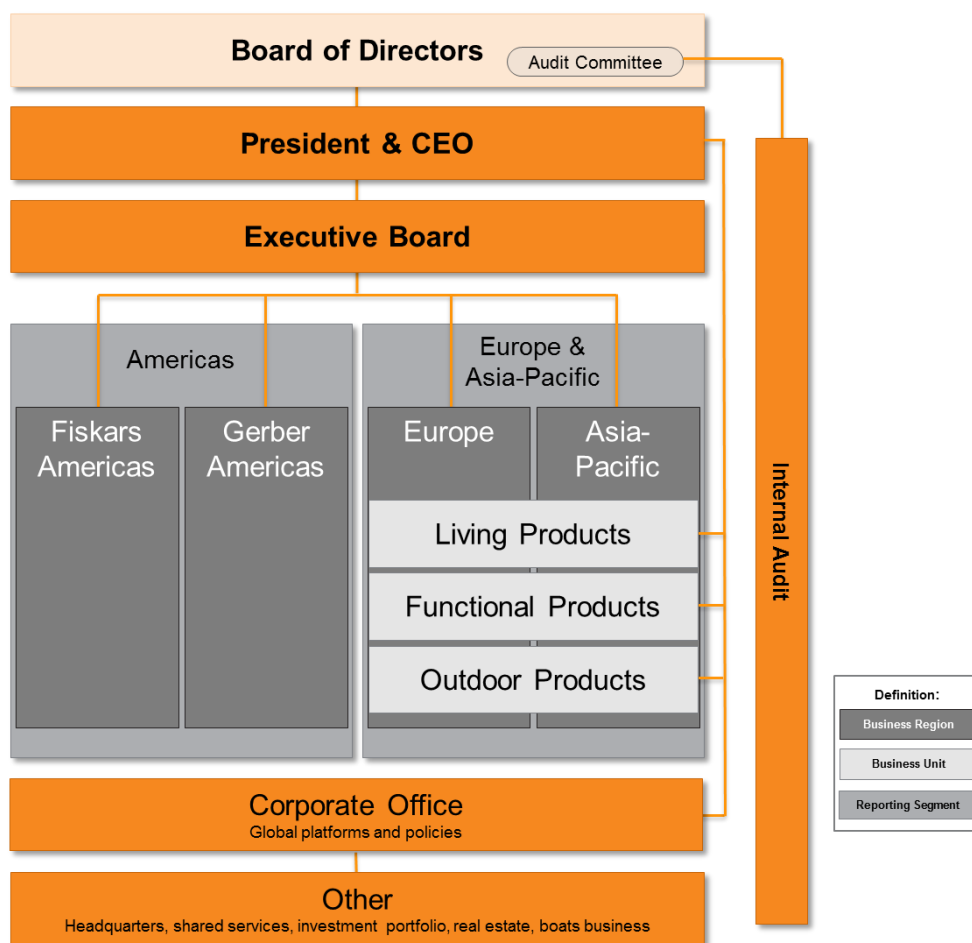 Board of Directors
Audit Committee
President & CEO
Executive Board
Americas
Europe &
Asia-Pacific
Fiskars
Americas
Gerber
Americas
Europe
Asia-
Pacific
Living Products
Functional Products
Outdoor Products
Internal Audit
Definition:
Business Region
Business Unit
Reporting Segment
Corporate Office
Global platforms and policies
Other
Headquarters, shared services, investment portfolio, real estate, boats business